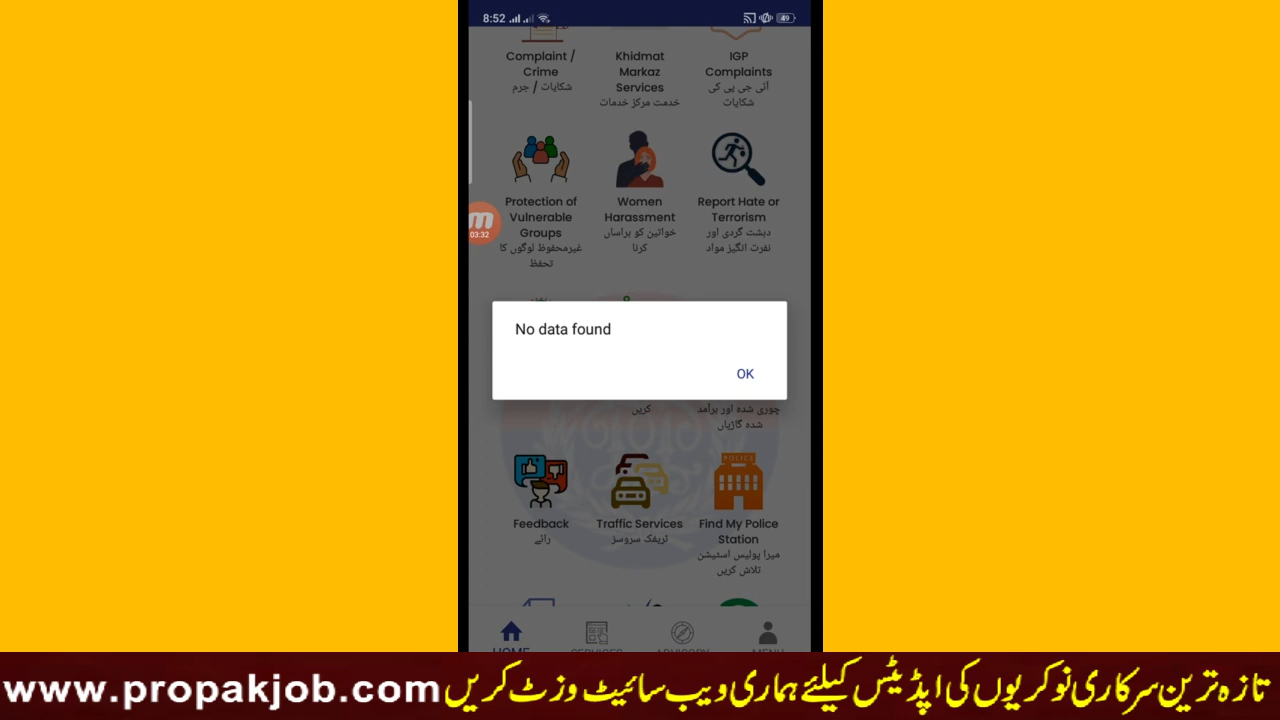 8:52
49
Complaint /
Crime
شکایات / جرم
Khidmat
Markaz
Services
خدمت مرکز خدمات
IGP
Complaints
آئی جی پی کی
شکایات
Protection of
Vulnerable
Groups
غیرمحفوظ لوگوں کا
تحفظ
Women
Harassment
خواتین کو ہراساں
کرنا
Report Hate or
Terrorism
دہشت گردی اور
نفرت انگیز مواد
03:32
No data found
OK
کریں
چوری شدہ اور برآمد
شدہ گاڑیاں
POLICE
Feedback
رائے
Traffic Services
ٹریفک سروسز
Find My Police
Station
میرا پولیس اسٹیشن
تلاش کریں
HOME
SERVICES
ADVISORY
MENU
تازہ ترین سرکاری نوکریوں کی اپڈیٹس کیلئے ہماری ویب سائیٹ وزٹ کریں www.propakjob.com